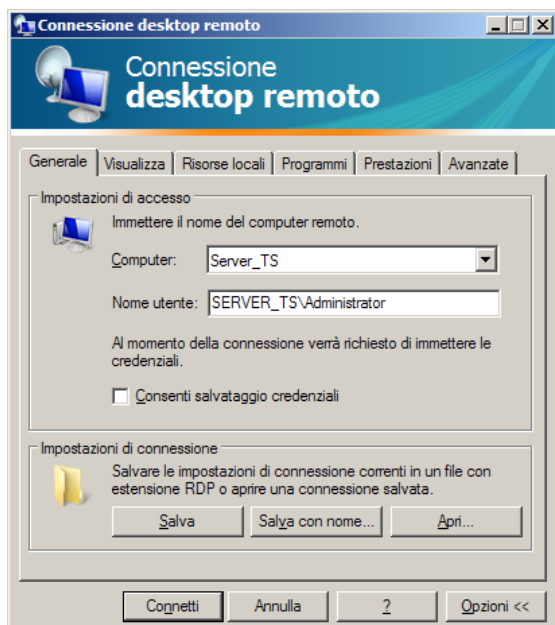 Connessione desktop remoto
Connessione
desktop remoto
Generale Visualizza Risorse locali Programmi Prestazioni Avanzate
Impostazioni di accesso
Immettere il nome del computer remoto.
Computer: Server_TS
Nome utente: SERVER_TS\Administrator
Al momento della connessione verrà richiesto di immettere le
credenziali.
Consenti salvataggio credenziali
Impostazioni di connessione
Salvare le impostazioni di connessione correnti in un file con
estensione RDP o aprire una connessione salvata.
Salva Salva con nome... Apri...
Connetti Annulla ? Opzioni <<